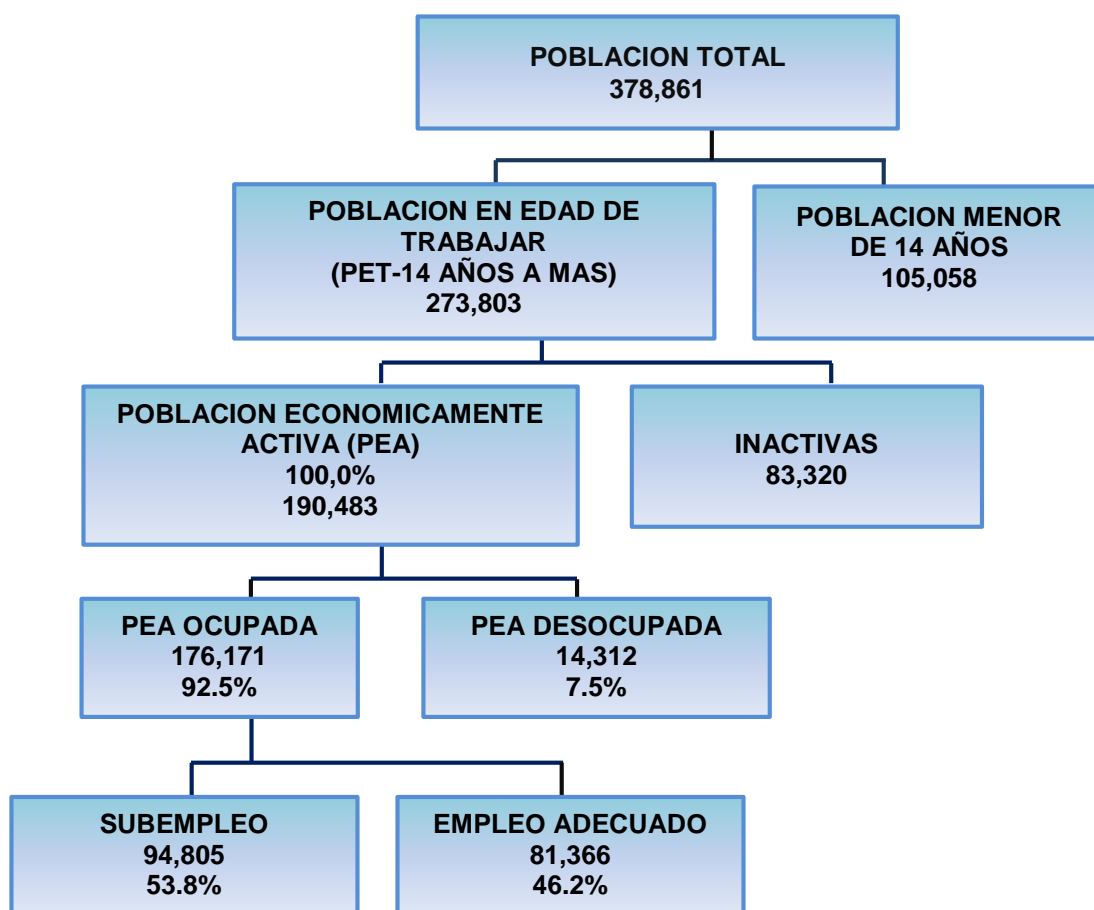 POBLACION TOTAL
378,861
POBLACION EN EDAD DE
TRABAJAR
(PET-14 AÑOS A MAS)
273,803
POBLACION MENOR
DE 14 AÑOS
105,058
POBLACION ECONOMICAMENTE
ACTIVA (PEA)
100,0%
190,483
INACTIVAS
83,320
PEA OCUPADA
176,171
92.5%
PEA DESOCUPADA
14,312
7.5%
SUBEMPLEO
94,805
53.8%
EMPLEO ADECUADO
81,366
46.2%